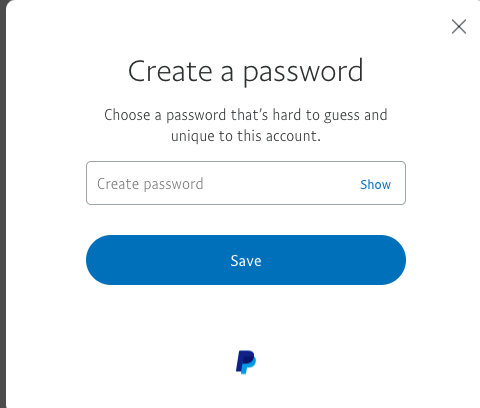 Create a password
Choose a password that's hard to guess and
unique to this account.
Create password
Show
Save